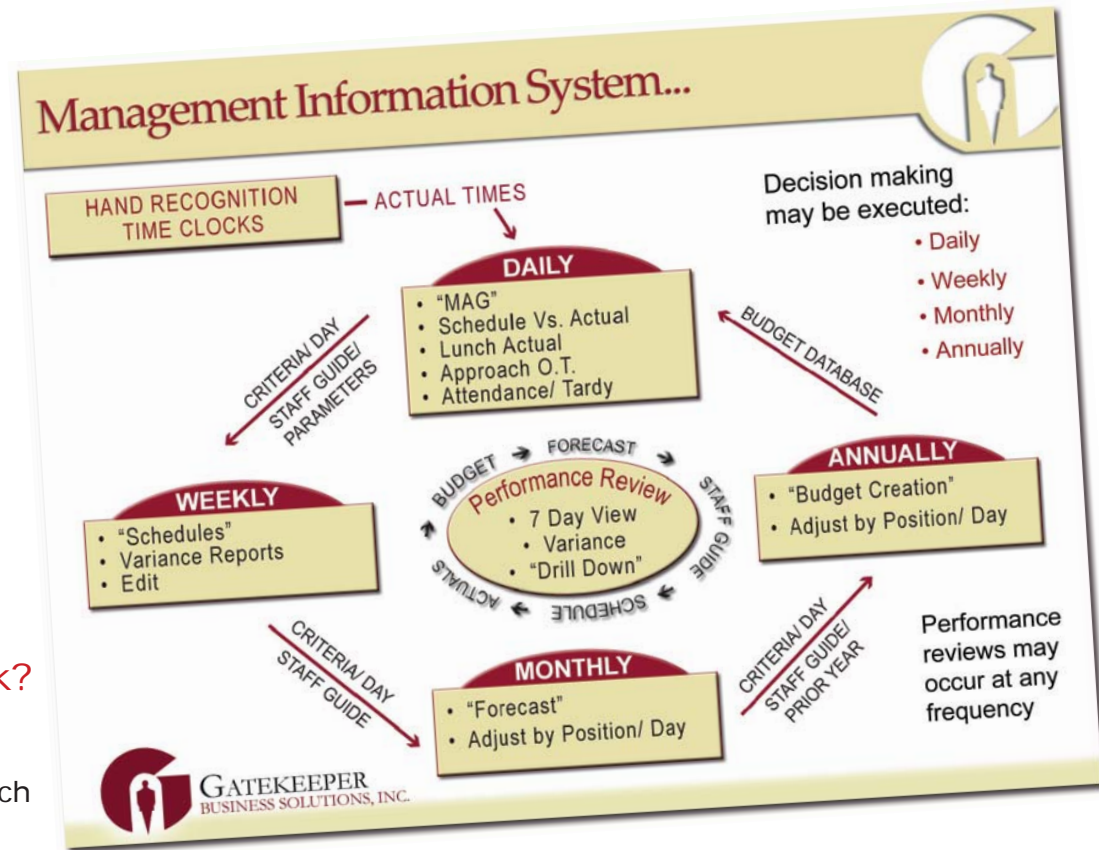 Management Information System...
HAND RECOGNITION
TIME CLOCKS
ACTUAL TIMES
Decision making
may be executed:
• Daily
• Weekly
• Monthly
• Annually
DAILY
• “MAG”
• Schedule Vs. Actual
• Lunch Actual
• Approach O.T.
• Attendance/ Tardy
CRITERIA/ DAY
STAFF GUIDE/
PARAMETERS
BUDGET DATABASE
WEEKLY
• “Schedules”
• Variance Reports
• Edit
BUDGET
FORECAST
STAFF GUIDE
SCHEDULE
ACTUALS
Performance Review
• 7 Day View
• Variance
• “Drill Down”
ANNUALLY
• “Budget Creation”
• Adjust by Position/ Day
CRITERIA/ DAY
STAFF GUIDE
MONTHLY
• “Forecast”
• Adjust by Position/ Day
CRITERIA/ DAY
STAFF GUIDE/
PRIOR YEAR
Performance
reviews may
occur at any
frequency
k?
ch
GATEKEEPER
BUSINESS SOLUTIONS, INC.